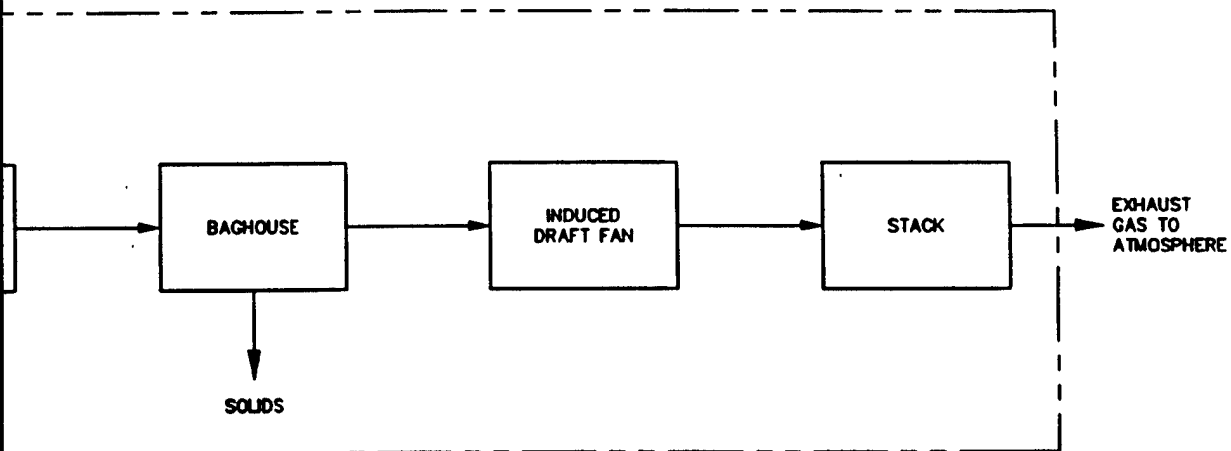 BAGHOUSE
INDUCED
DRAFT FAN
STACK
EXHAUST
GAS TO
ATMOSPHERE
SOLIDS